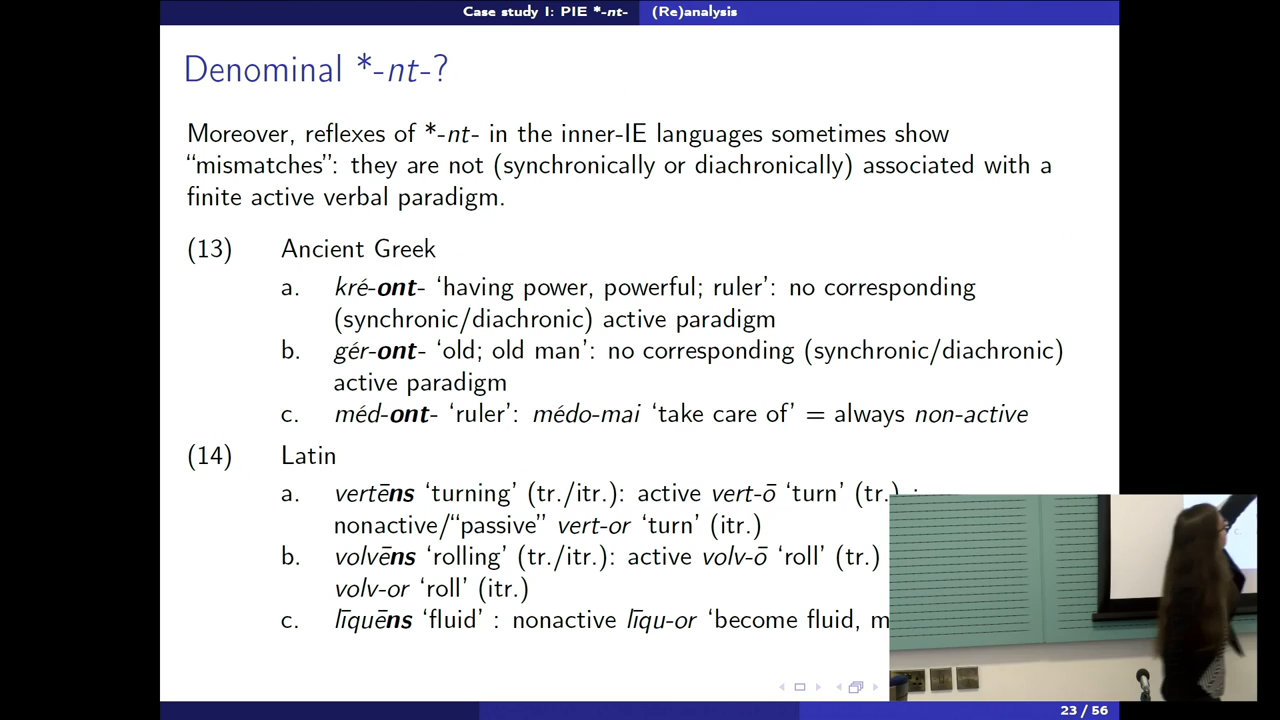 Case study I: PIE *-nt- (Re)analysis
Denominal *-nt-?
Moreover, reflexes of *-nt- in the inner-IE languages sometimes show
“mismatches”: they are not (synchronically or diachronically) associated with a
finite active verbal paradigm.
(13) Ancient Greek
a. kré-ont- ‘having power, powerful; ruler’: no corresponding
(synchronic/diachronic) active paradigm
b. gér-ont- ‘old; old man’: no corresponding (synchronic/diachronic)
active paradigm
c. méd-ont- ‘ruler’: médo-mai ‘take care of’ = always non-active
(14) Latin
a. vertēns ‘turning’ (tr./itr.): active vert-ō ‘turn’ (tr.) :
nonactive/“passive” vert-or ‘turn’ (itr.)
b. volvēns ‘rolling’ (tr./itr.): active volv-ō ‘roll’ (tr.)
volv-or ‘roll’ (itr.)
c. līquēns ‘fluid’ : nonactive līqu-or ‘become fluid, m
23 / 56